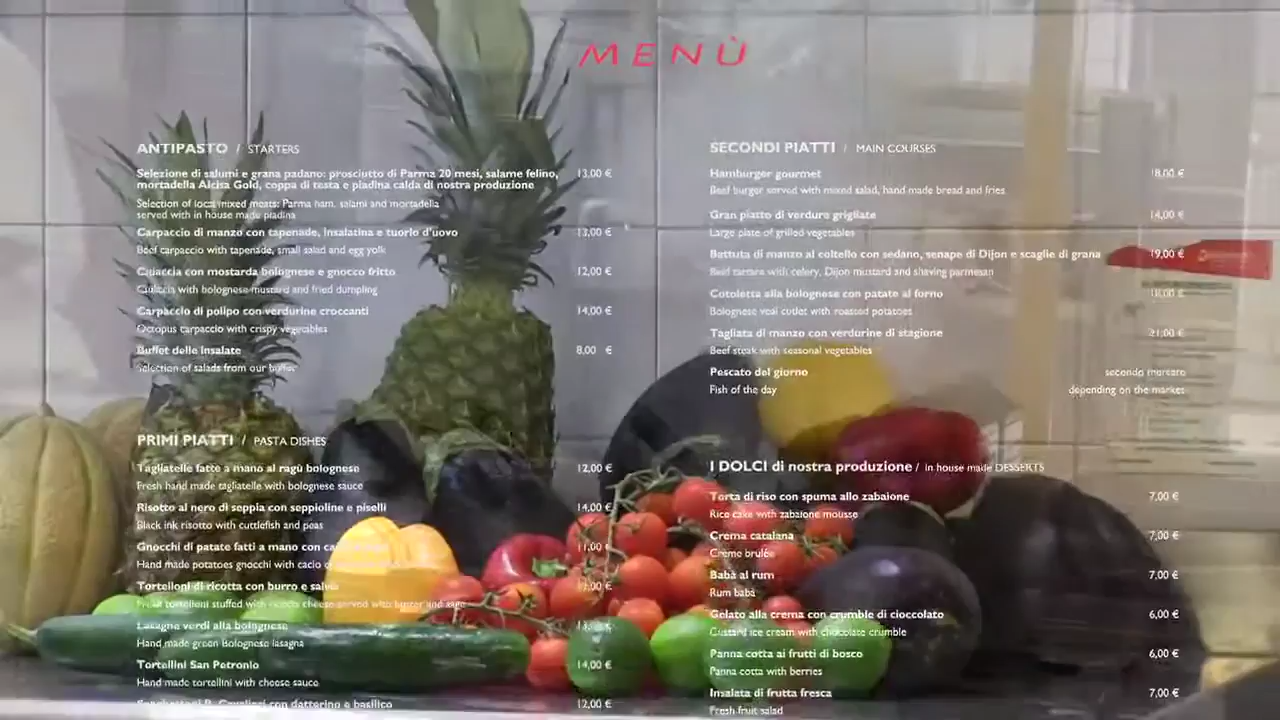 MENÙ
ANTIPASTO / STARTERS
Selezione di salumi e grana padano: prosciutto di Parma 20 mesi, salame felino, 13,00 €
mortadella Alcisa Gold, coppa di testa e piadina calda di nostra produzione
Selection of local mixed meats: Parma ham, salami and mortadella
served with in house made piadina
Carpaccio di manzo con tapenade, insalatina e tuorlo d'uovo 13,00 €
Beef carpaccio with tapenade, small salad and egg yolk
Culaccia con mostarda bolognese e gnocco fritto 12,00 €
Culaccia with bolognese mustard and fried dumpling
Carpaccio di polipo con verdurine croccanti 14,00 €
Octopus carpaccio with crispy vegetables
Buffet delle insalate 8,00 €
Selection of salads from our buffet
PRIMI PIATTI / PASTA DISHES
Tagliatelle fatte a mano al ragù bolognese 12,00 €
Fresh hand made tagliatelle with bolognese sauce
Risotto al nero di seppia con seppioline e piselli 14,00 €
Black ink risotto with cuttlefish and peas
Gnocchi di patate fatti a mano con 11,00 €
Hand made potatoes gnocchi with cacio
Tortelloni di ricotta con burro e salvia
Fresh tortelloni stuffed with ricotta cheese served with butter and sage
Lasagne verdi alla bolognese
Hand made green Bolognese lasagna
Tortellini San Petronio 14,00 €
Hand made tortellini with cheese sauce
con datterino e basilico 12,00 €
SECONDI PIATTI / MAIN COURSES
Hamburger gourmet 18,00 €
Beef burger served with mixed salad, hand made bread and fries
Gran piatto di verdure grigliate 14,00 €
Large plate of grilled vegetables
Battuta di manzo al coltello con sedano, senape di Dijon e scaglie di grana 19,00 €
Beef tartare with celery, Dijon mustard and shaving parmesan
Cotoletta alla bolognese con patate al forno 18,00 €
Bolognese veal cutlet with roasted potatoes
Tagliata di manzo con verdurine di stagione 21,00 €
Beef steak with seasonal vegetables
Pescato del giorno secondo mercato
Fish of the day depending on the market
I DOLCI di nostra produzione / in house made DESSERTS
Torta di riso con spuma allo zabaione 7,00 €
Rice cake with zabaione mousse
Crema catalana 7,00 €
Crème brulée
Babà al rum 7,00 €
Rum babà
Gelato alla crema con crumble di cioccolato 6,00 €
Custard ice cream with chocolate crumble
Panna cotta ai frutti di bosco 6,00 €
Panna cotta with berries
Insalata di frutta fresca 7,00 €
Fresh fruit salad